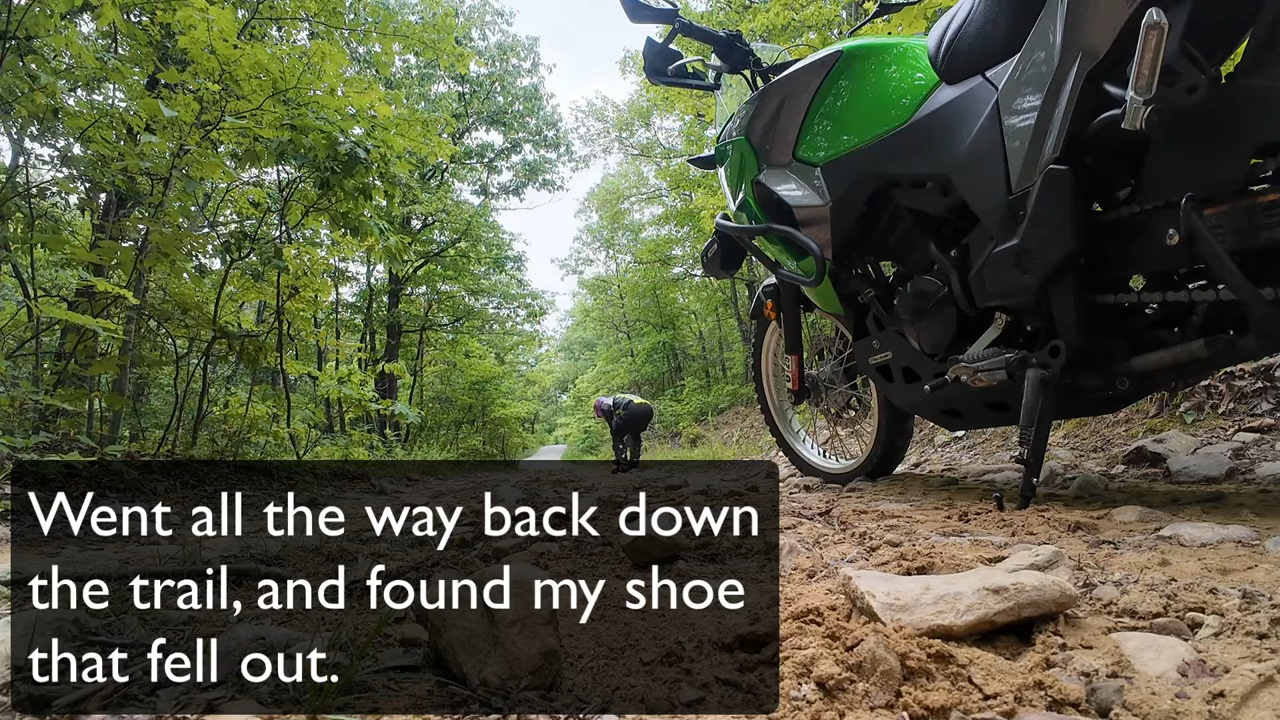 Went all the way back down
the trail, and found my shoe
that fell out.